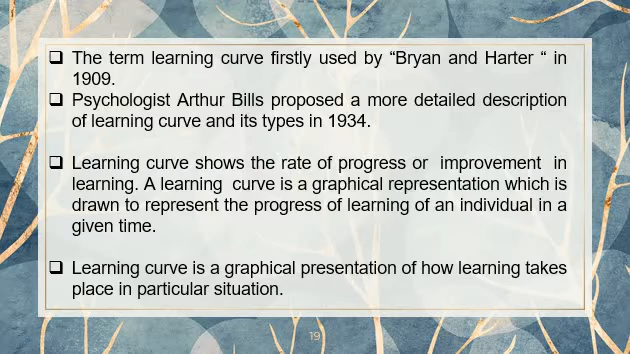 ❑ The term learning curve firstly used by “Bryan and Harter “ in
1909.
❑ Psychologist Arthur Bills proposed a more detailed description
of learning curve and its types in 1934.
❑ Learning curve shows the rate of progress or improvement in
learning. A learning curve is a graphical representation which is
drawn to represent the progress of learning of an individual in a
given time.
❑ Learning curve is a graphical presentation of how learning takes
place in particular situation.
19